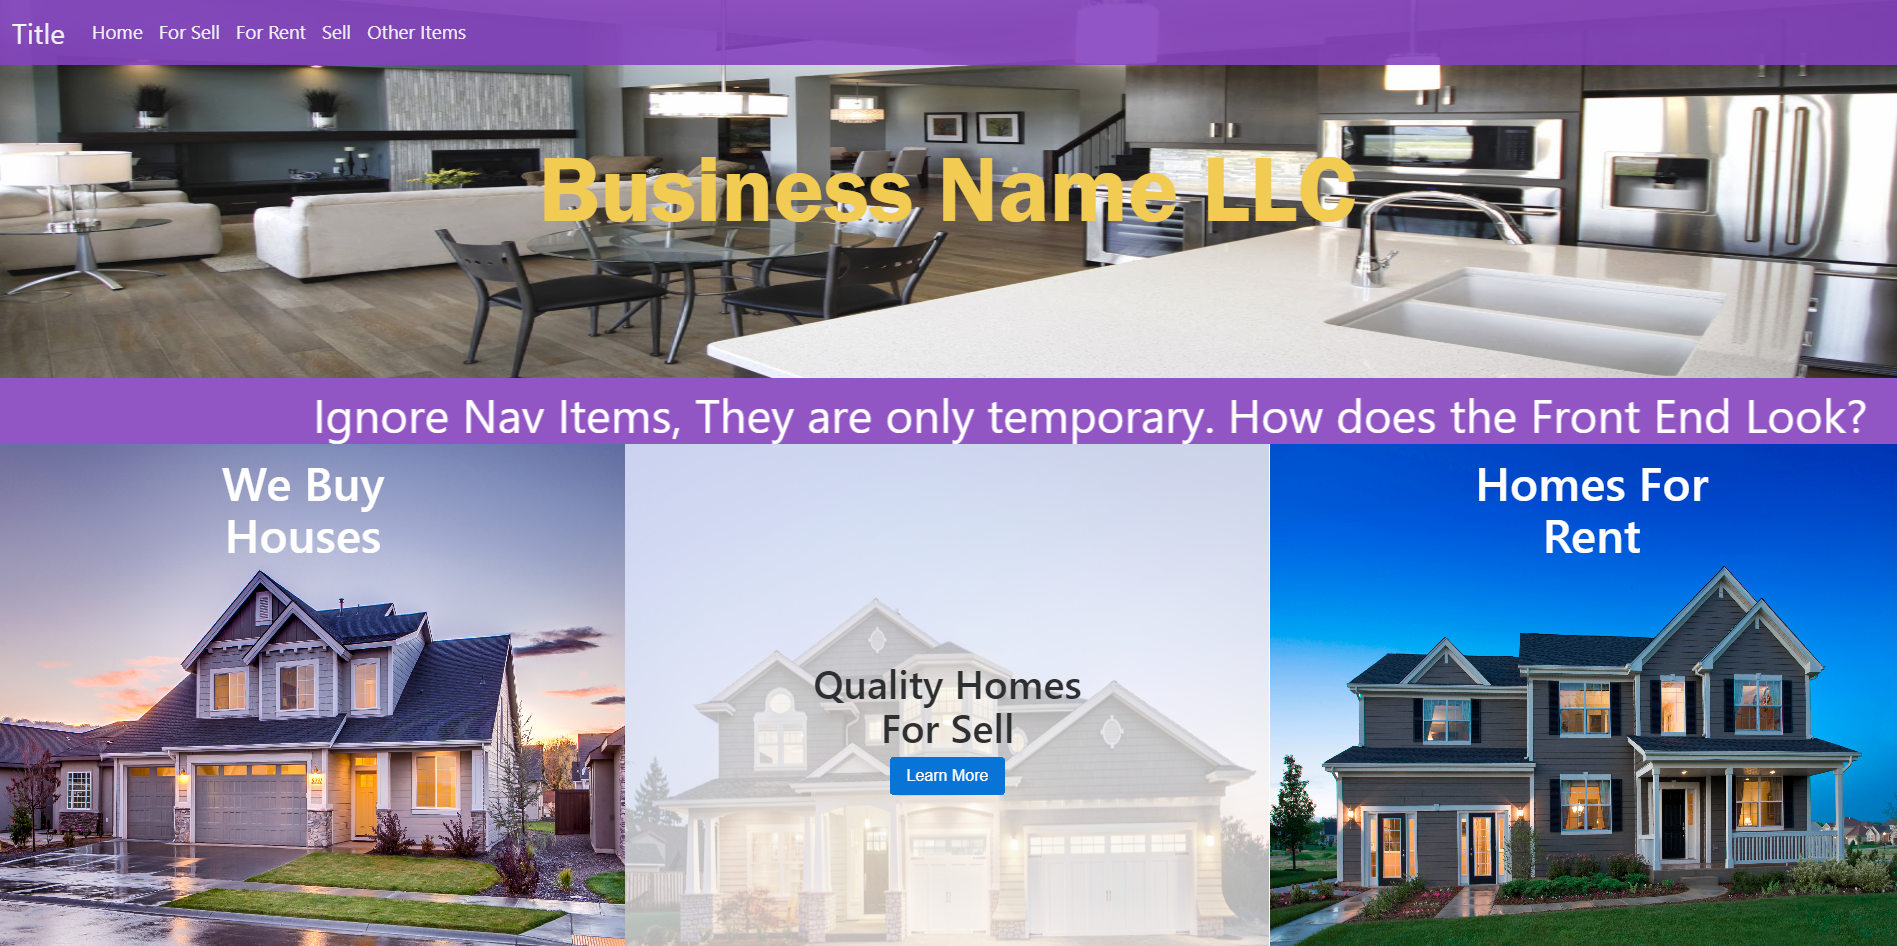 Title Home For Sell For Rent Sell Other Items
Business Name LLC
Ignore Nav Items, They are only temporary. How does the Front End Look?
We Buy
Houses
Quality Homes
For Sell
Learn More
Homes For
Rent